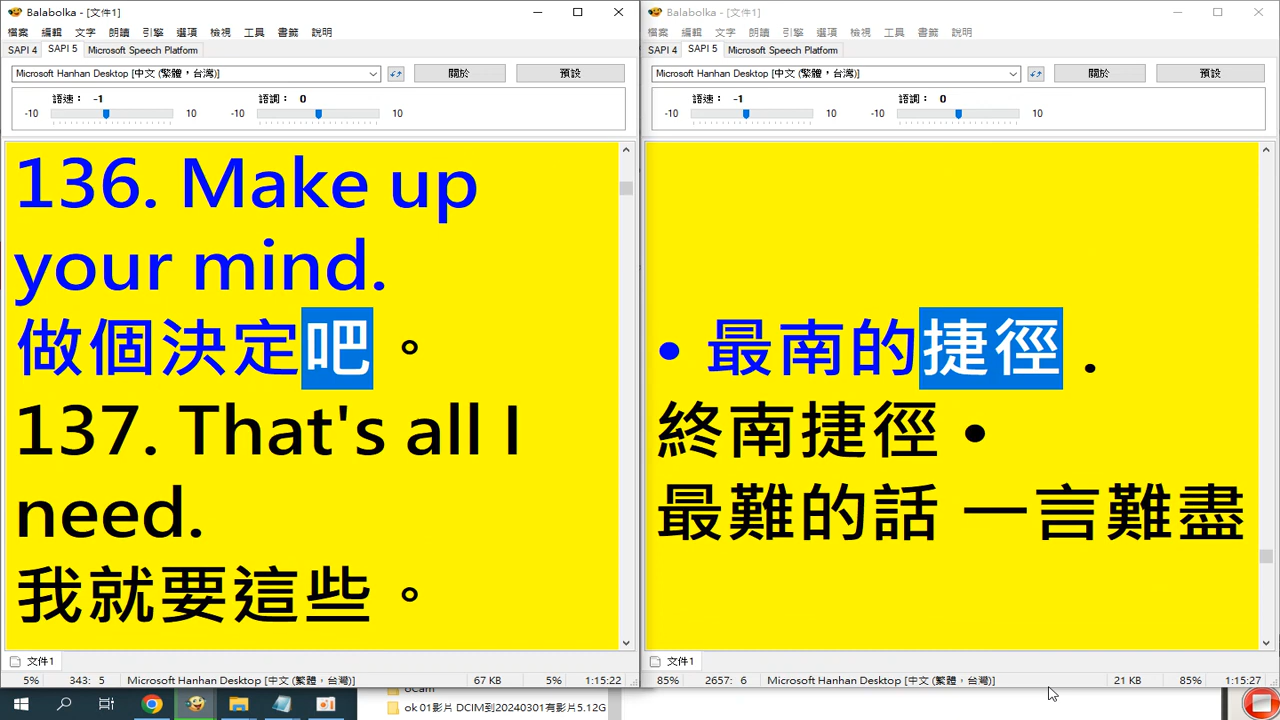 Balabolka - [文件1]
檔案 編輯 文字 朗讀 引擎 選項 檢視 工具 書籤 說明
SAPI 4 SAPI 5 Microsoft Speech Platform
Microsoft Hanhan Desktop [中文 (繁體，台灣)] 關於 預設
語速： -1 語調： 0
-10 10 -10 10
136. Make up
your mind.
做個決定吧。
137. That's all I
need.
我就要這些。
文件1
5% 343: 5 Microsoft Hanhan Desktop [中文 (繁體，台灣)] 67 KB 5% 1:15:22
Balabolka - [文件1]
檔案 編輯 文字 朗讀 引擎 選項 檢視 工具 書籤 說明
SAPI 4 SAPI 5 Microsoft Speech Platform
Microsoft Hanhan Desktop [中文 (繁體，台灣)] 關於 預設
語速： -1 語調： 0
-10 10 -10 10
• 最南的捷徑 .
終南捷徑 •
最難的話 一言難盡
文件1
85% 2657: 6 Microsoft Hanhan Desktop [中文 (繁體，台灣)] 21 KB 85% 1:15:27
oCam
ok 01影片 DCIM到20240301有影片5.12G